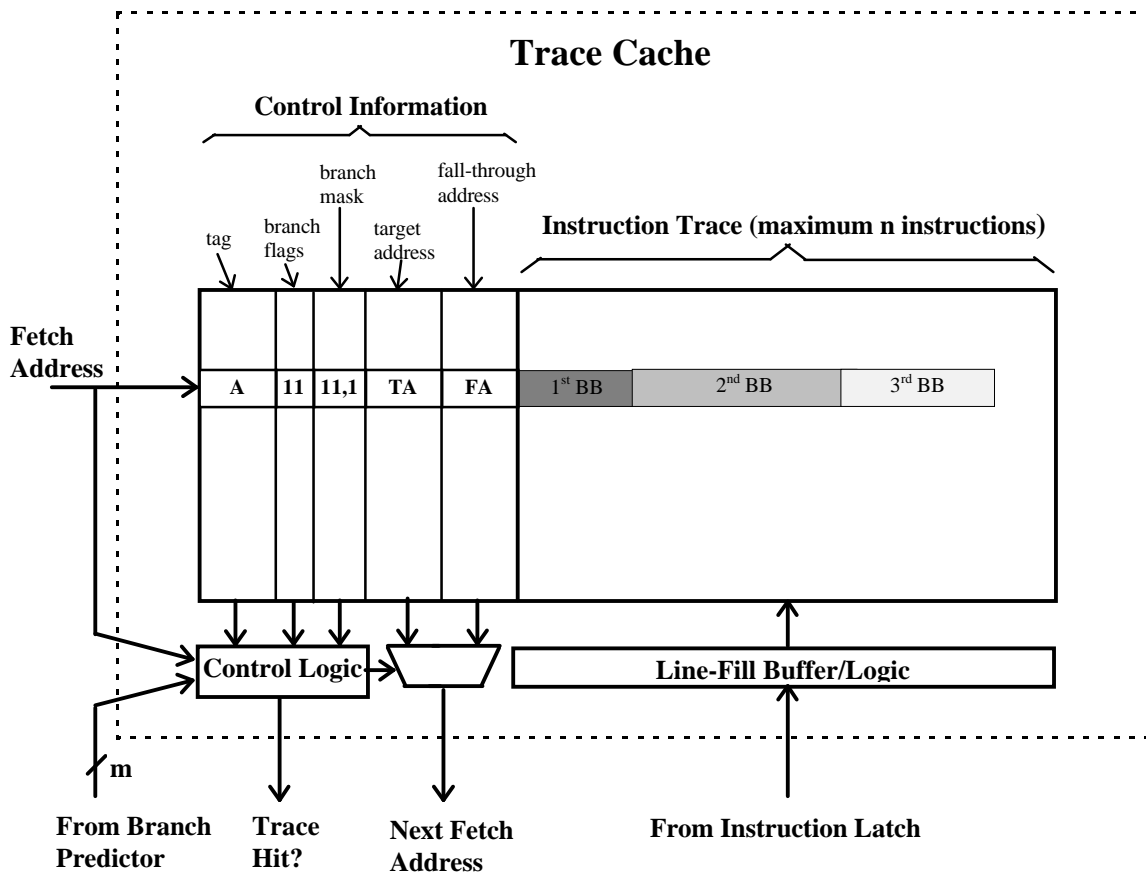 Trace Cache
Control Information
branch
mask
fall-through
address
Instruction Trace (maximum n instructions)
tag
branch
flags
target
address
Fetch
Address
A
11
11,1
TA
FA
1st BB
2nd BB
3rd BB
Control Logic
Line-Fill Buffer/Logic
m
From Branch
Predictor
Trace
Hit?
Next Fetch
Address
From Instruction Latch